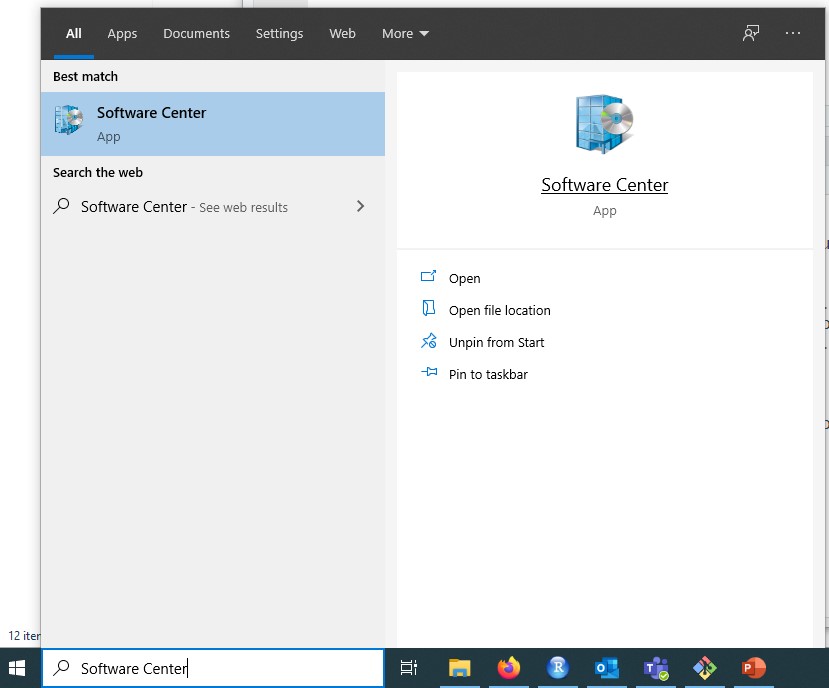 All Apps Documents Settings Web More
Best match
Software Center
App
Search the web
Software Center - See web results
Software Center
App
Open
Open file location
Unpin from Start
Pin to taskbar
12 iter
Software Center